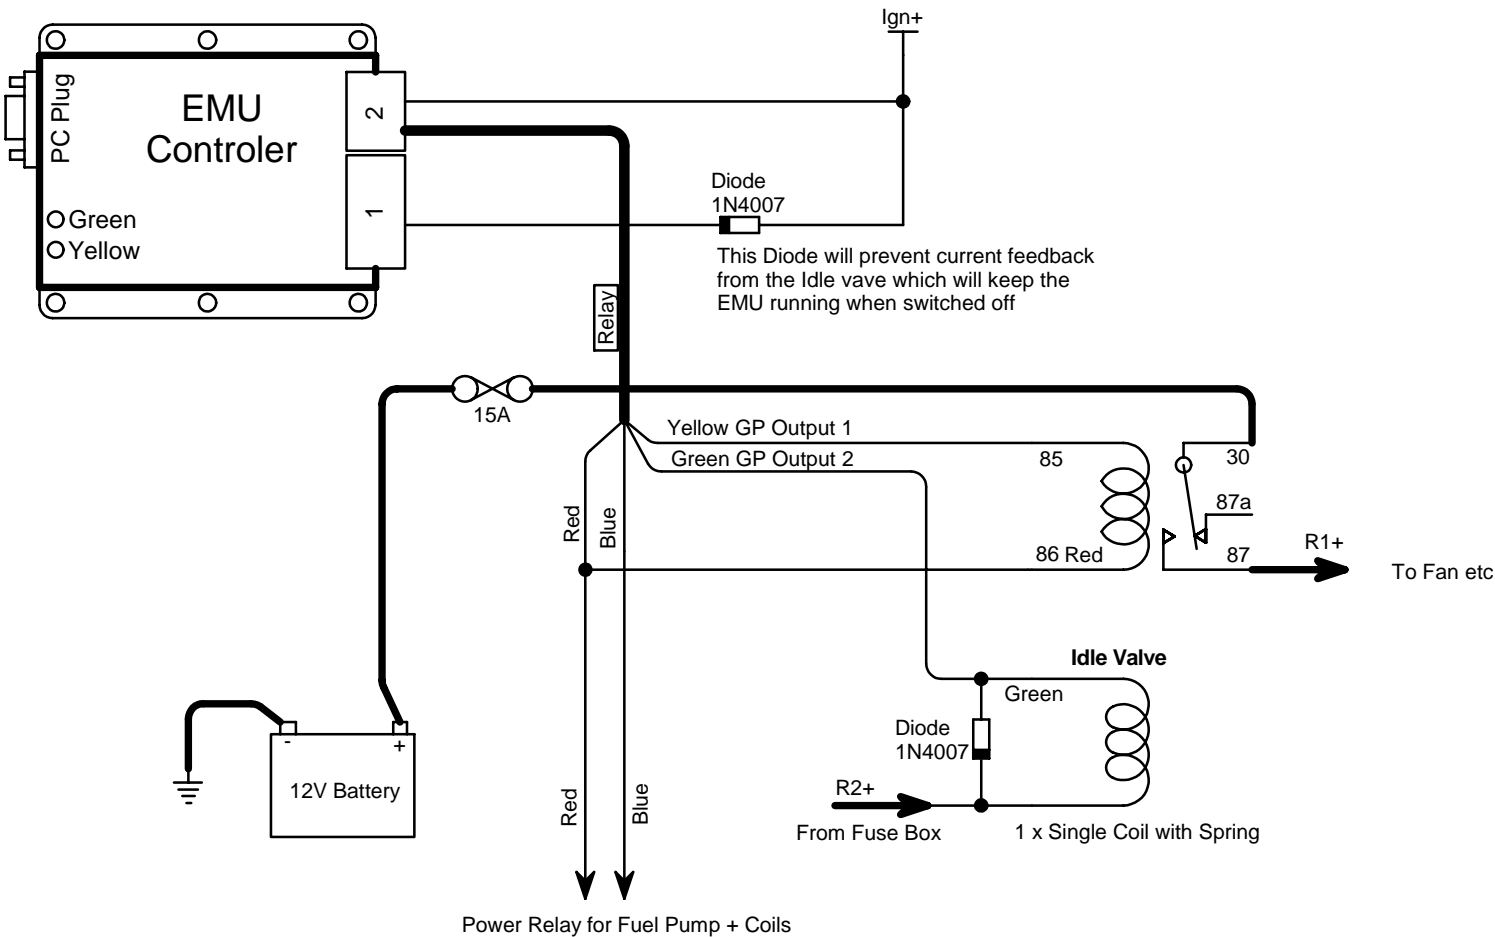 Ign+
PC Plug
EMU
Controler
2
1
Green
Yellow
Diode
1N4007
This Diode will prevent current feedback
from the Idle vave which will keep the
EMU running when switched off
Relay
15A
Yellow GP Output 1
Green GP Output 2
85
30
87a
Red
Blue
86 Red
87
R1+
To Fan etc
Idle Valve
Green
Diode
1N4007
- +
12V Battery
Red
Blue
R2+
From Fuse Box
1 x Single Coil with Spring
Power Relay for Fuel Pump + Coils